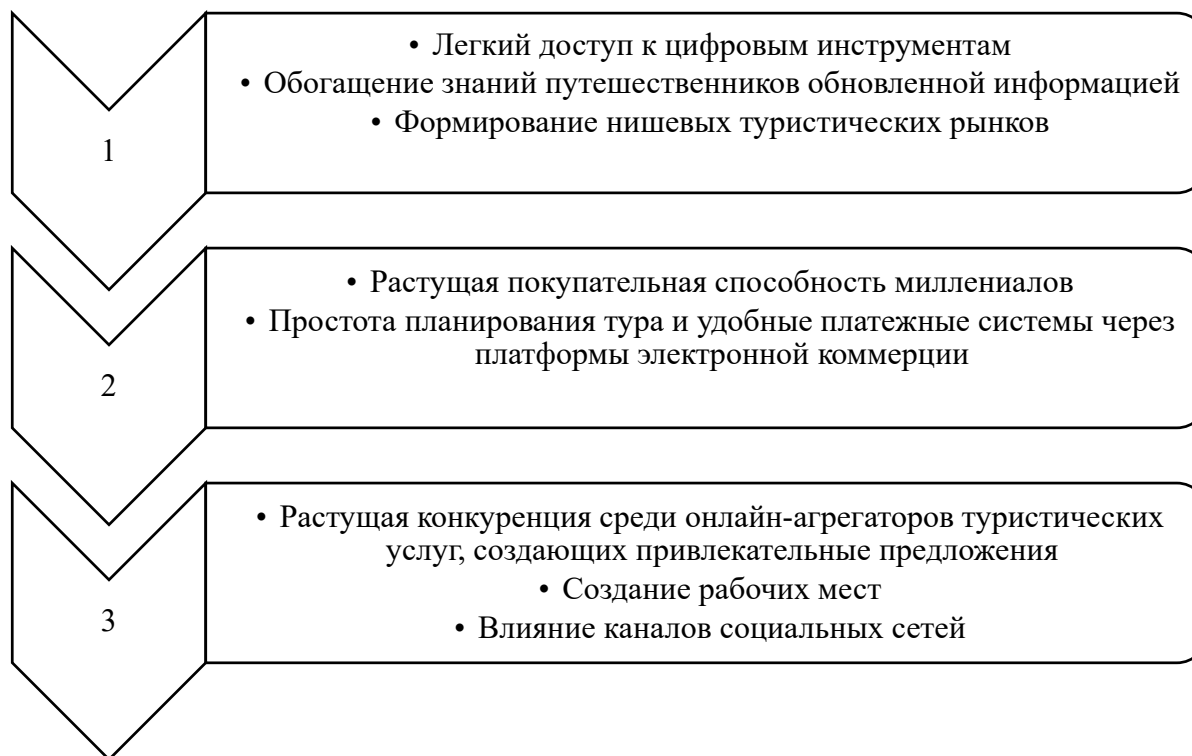 1
• Легкий доступ к цифровым инструментам
• Обогащение знаний путешественников обновленной информацией
• Формирование нишевых туристических рынков
2
• Растущая покупательная способность миллениалов
• Простота планирования тура и удобные платежные системы через
платформы электронной коммерции
3
• Растущая конкуренция среди онлайн-агрегаторов туристических
услуг, создающих привлекательные предложения
• Создание рабочих мест
• Влияние каналов социальных сетей